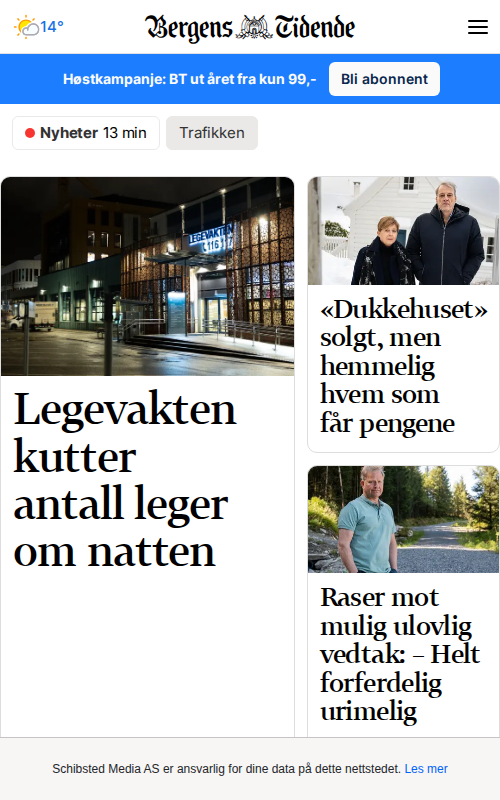 14°
Bergens Tidende
Høstkampanje: BT ut året fra kun 99,-
Bli abonnent
Nyheter 13 min
Trafikken
LEGEVAKTEN
116117
Legevakten
kutter
antall leger
om natten
«Dukkehuset»
solgt, men
hemmelig
hvem som
får pengene
Raser mot
mulig ulovlig
vedtak: – Helt
forferdelig
urimelig
Schibsted Media AS er ansvarlig for dine data på dette nettstedet. Les mer